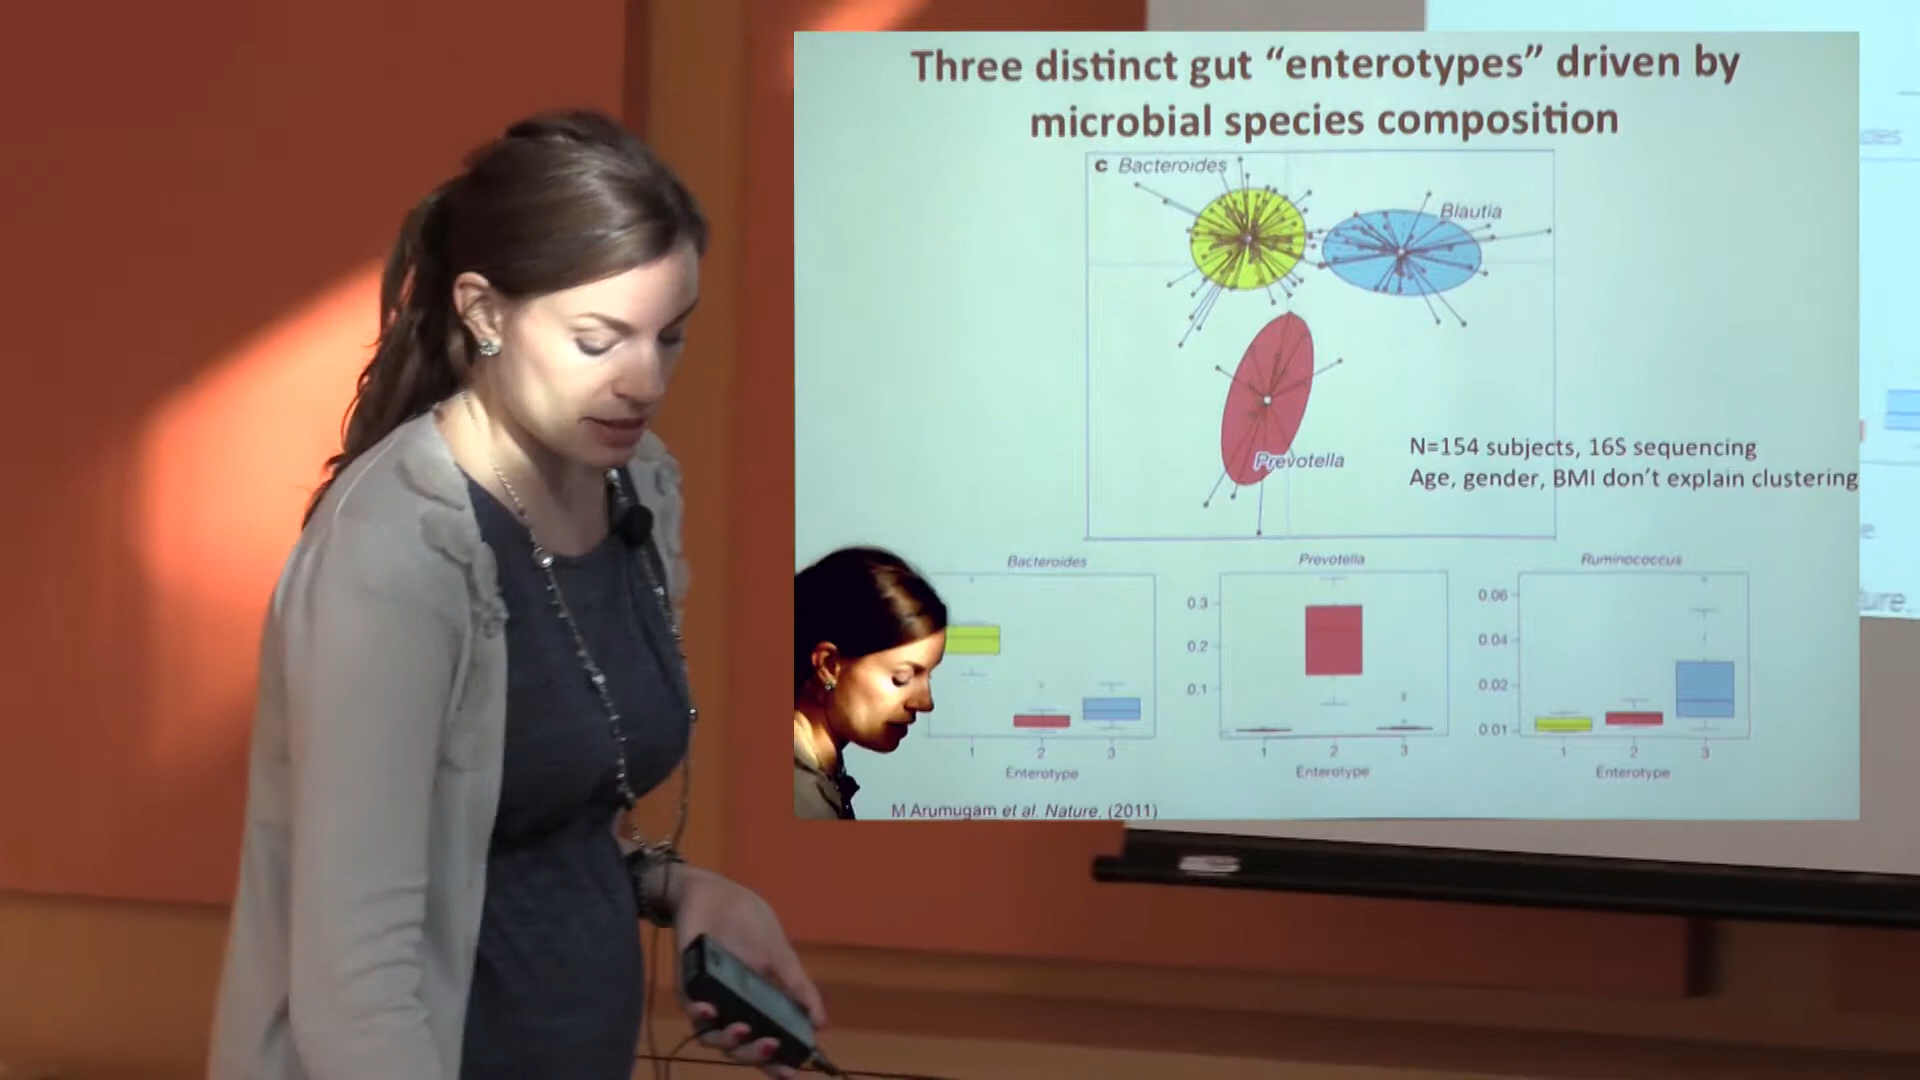 Three distinct gut “enterotypes” driven by
microbial species composition
c Bacteroides
Blautia
Prevotella
N=154 subjects, 16S sequencing
Age, gender, BMI don’t explain clustering
Bacteroides
1 2 3
Enterotype
Prevotella
0.3
0.2
0.1
1 2 3
Enterotype
Ruminococcus
0.06
0.04
0.02
0.01
1 2 3
Enterotype
M Arumugam et al. Nature. (2011)